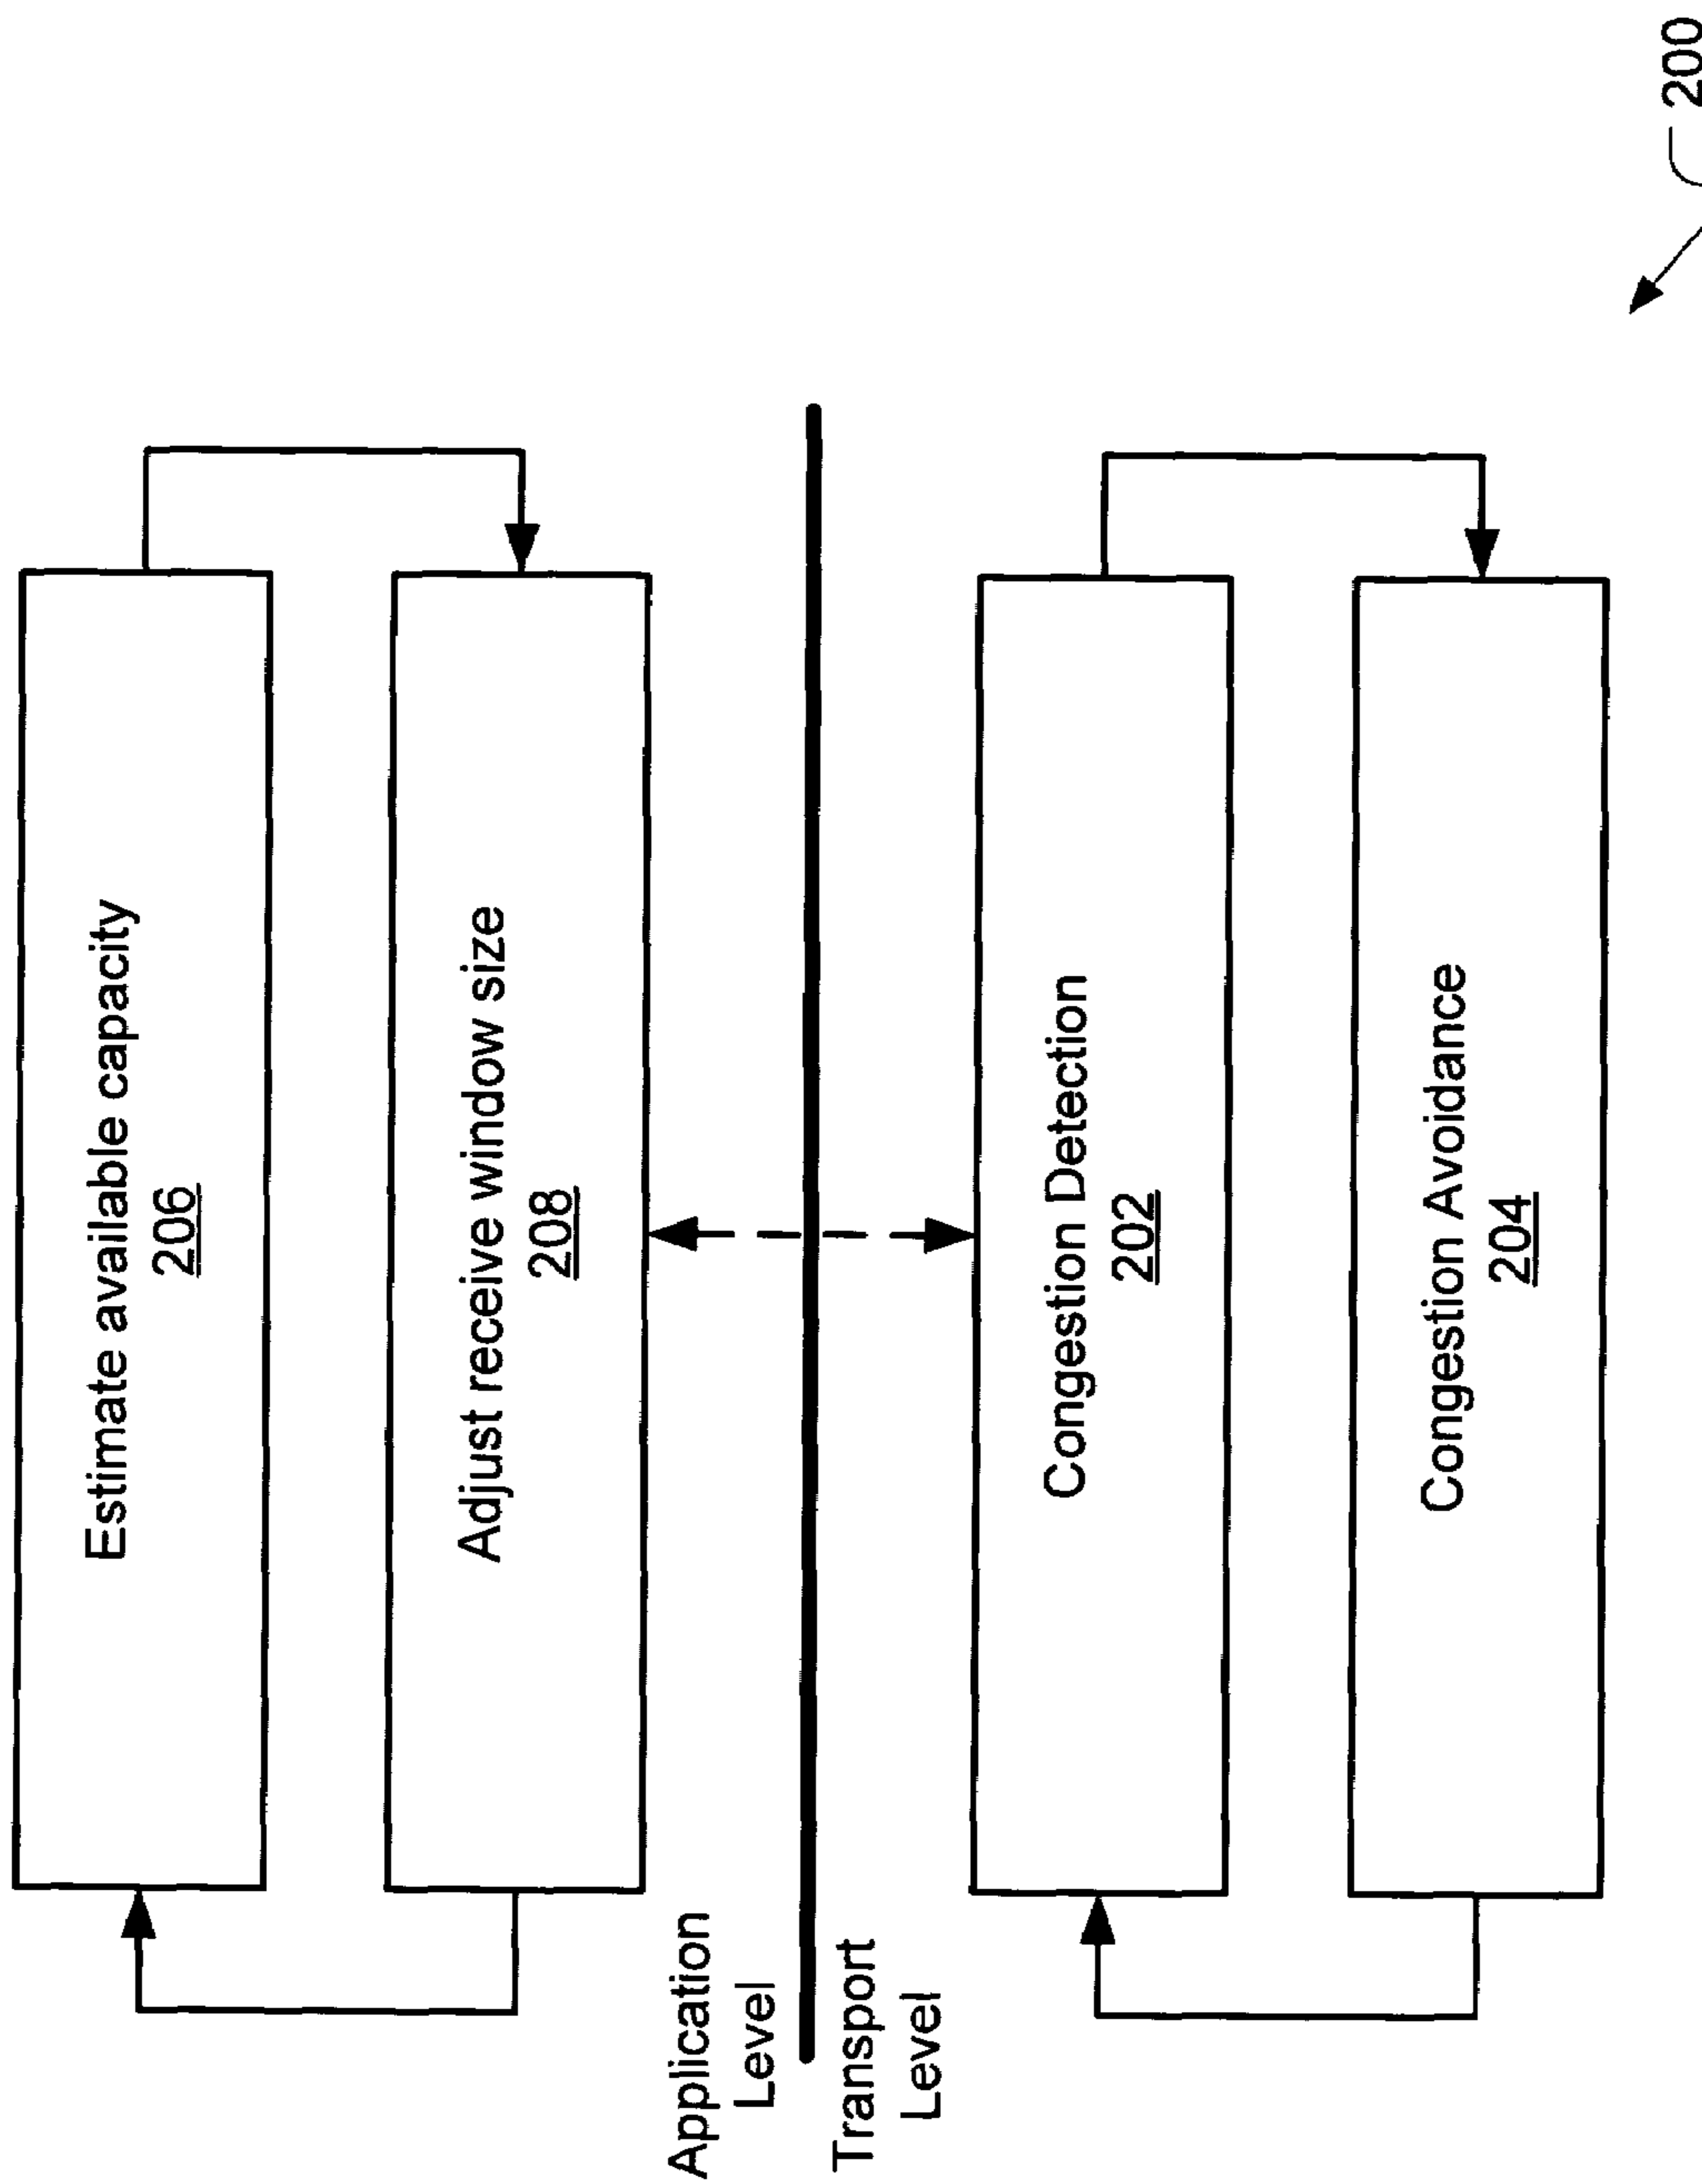 Estimate available capacity
206
Adjust receive window size
208
Application
Level
Transport
Level
Congestion Detection
202
Congestion Avoidance
204
200